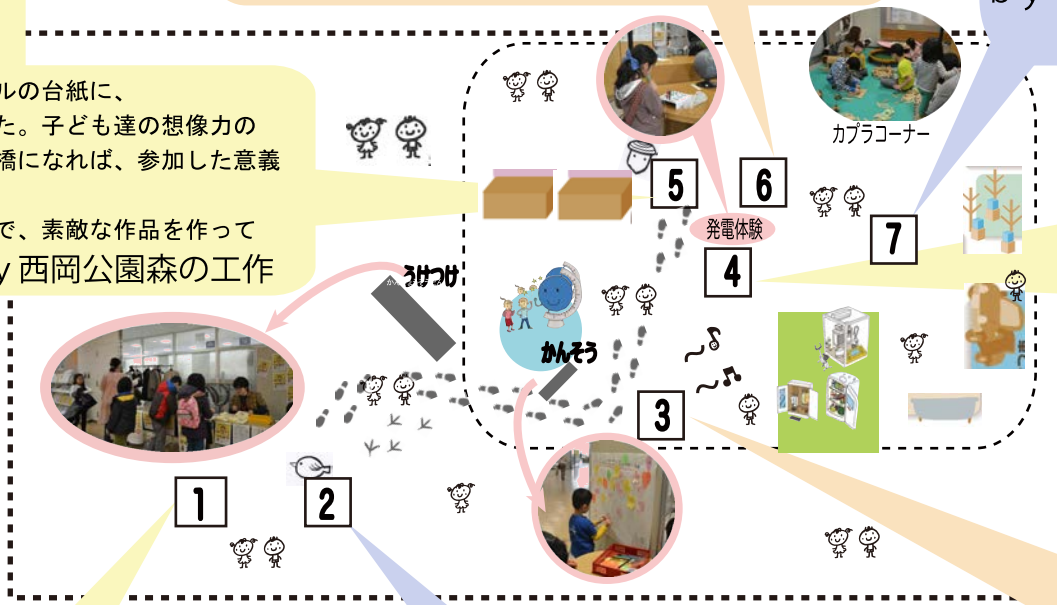 ルの台紙に、
た。子ども達の想像力の
橋になれば、参加した意義
で、素敵な作品を作って
西岡公園森の工作
カプラコーナー
5
6
発電体験
7
4
うけつけ
かんそう
3
1
2